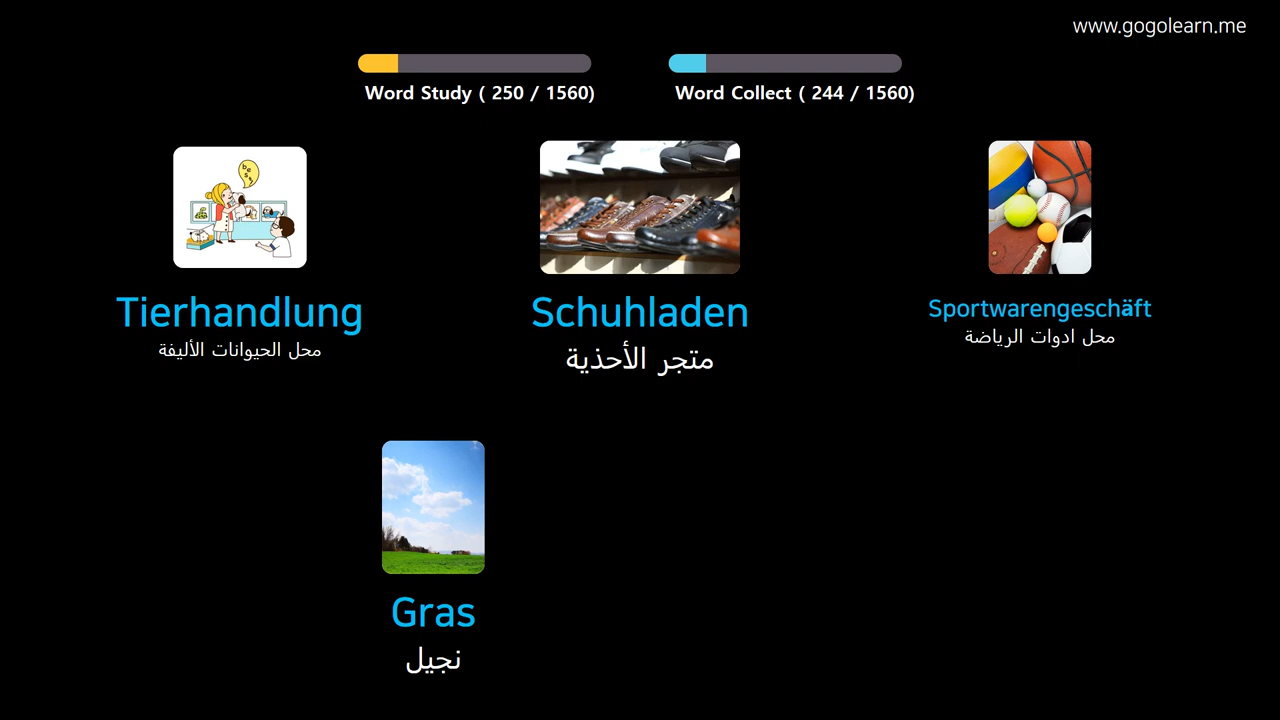 www.gogolearn.me
Word Study ( 250 / 1560)
Word Collect ( 244 / 1560)
best
Tierhandlung
محل الحيوانات الأليفة
Schuhladen
متجر الأحذية
Sportwarengeschäft
محل ادوات الرياضة
Gras
نجيل